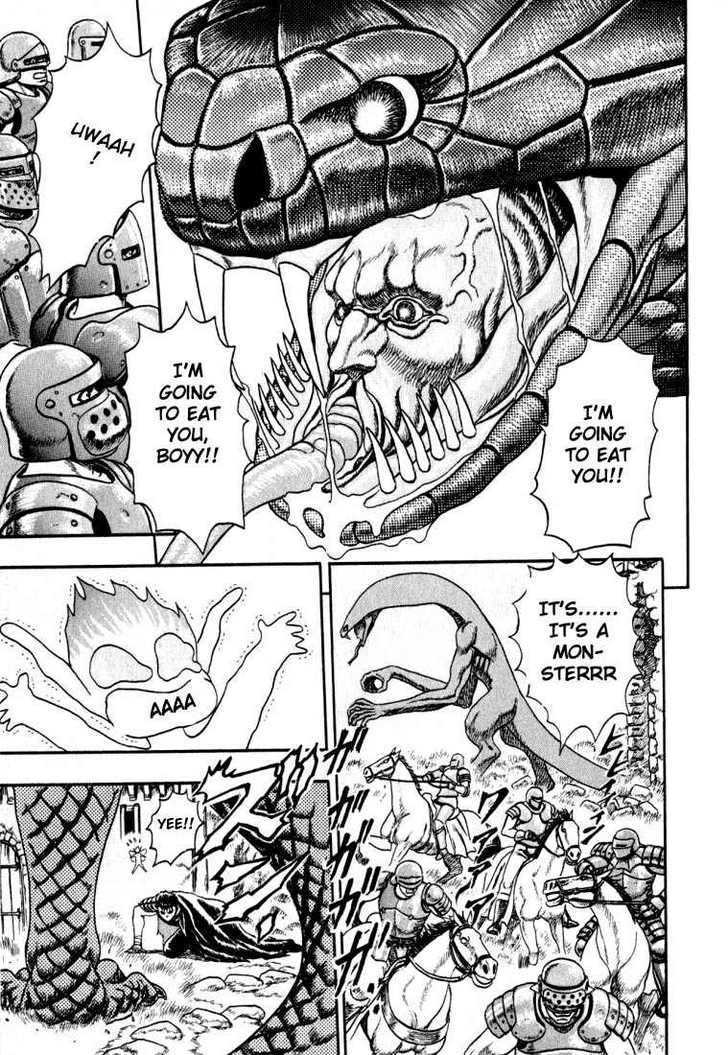 I'M
GOING
TO EAT
YOU!!
I'M
GOING
TO EAT
YOU,
BOYY!!
UWAAH
!
IT'S......
IT'S A
MON-
STERRR
AAAA
YEE!!